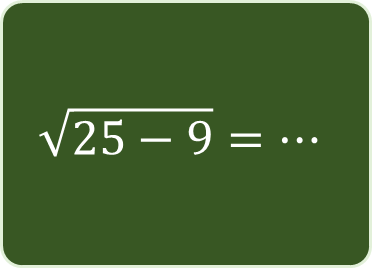 √25 − 9 = ⋯